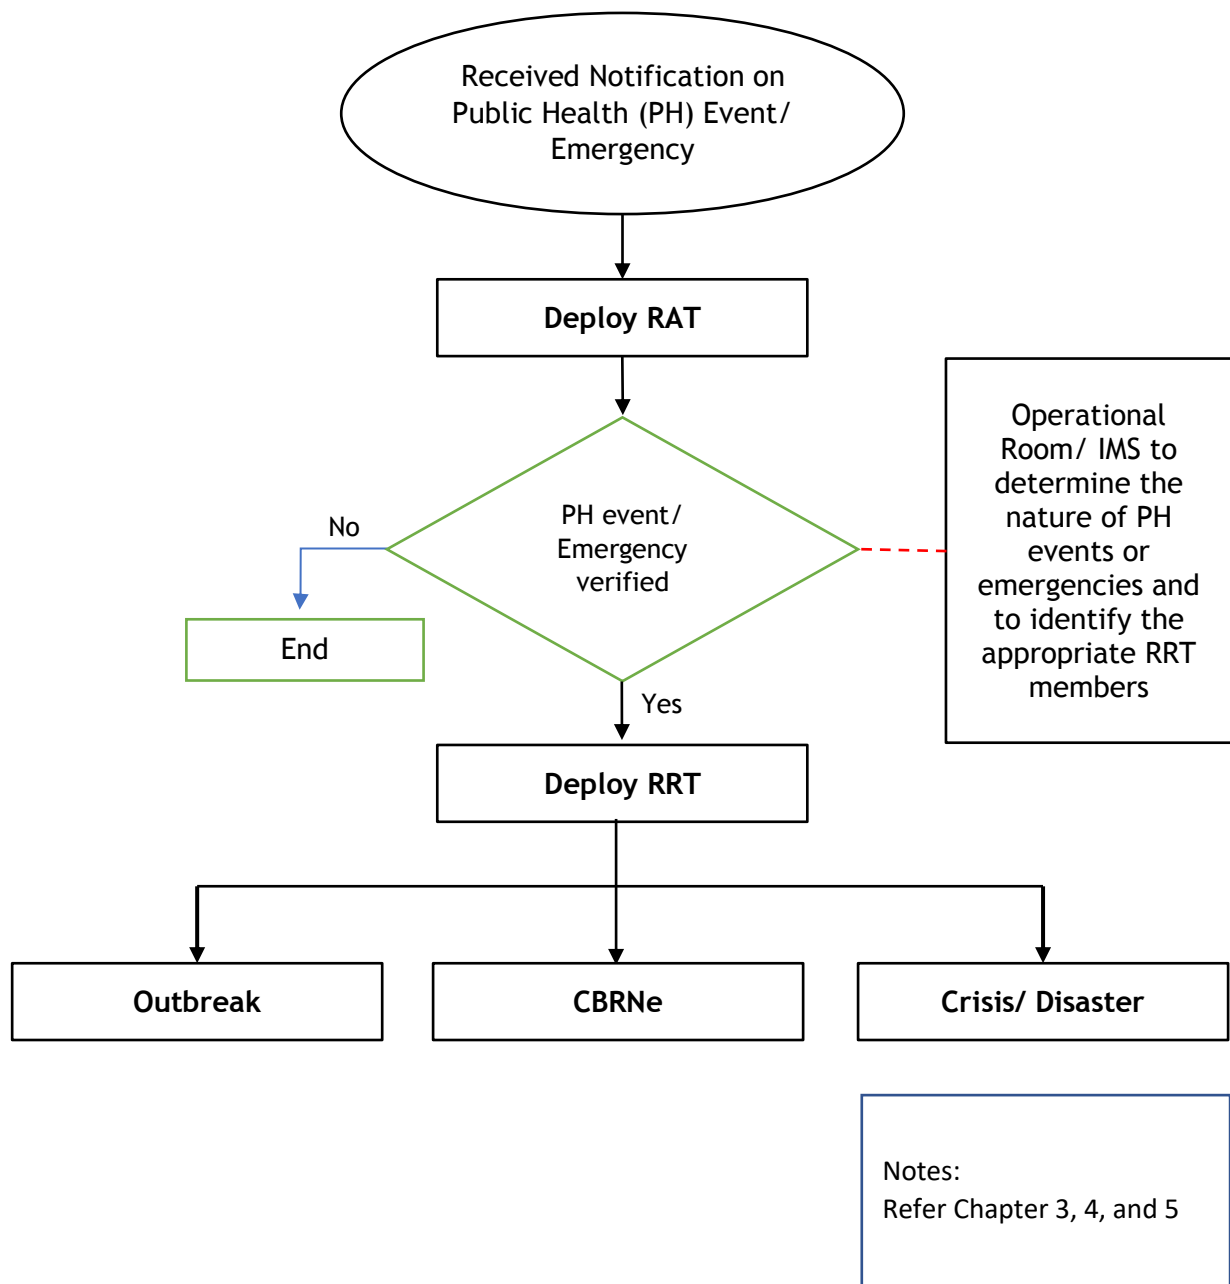 Received Notification on
Public Health (PH) Event/
Emergency
Deploy RAT
Operational
Room/ IMS to
determine the
nature of PH
events or
emergencies and
to identify the
appropriate RRT
members
PH event/
Emergency
verified
No
End
Yes
Deploy RRT
Outbreak
CBRNe
Crisis/ Disaster
Notes:
Refer Chapter 3, 4, and 5